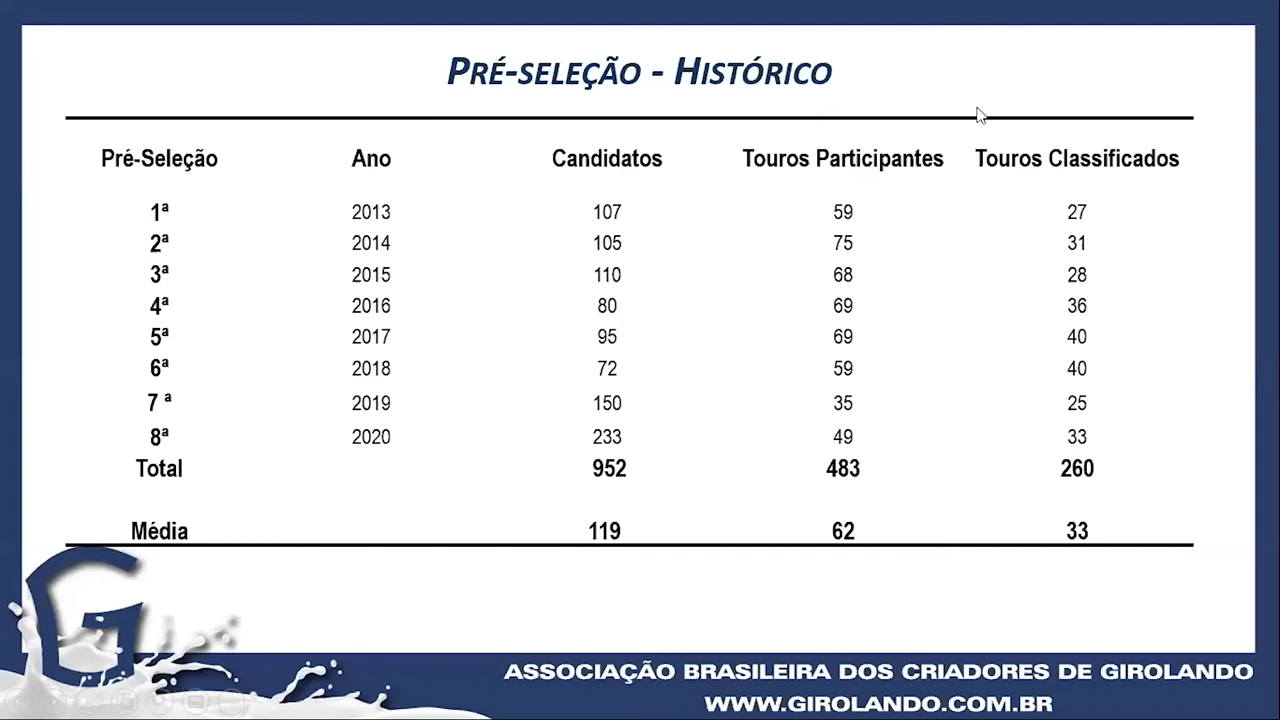 PRÉ-SELEÇÃO - HISTÓRICO
Pré-Seleção Ano Candidatos Touros Participantes Touros Classificados
1ª 2013 107 59 27
2ª 2014 105 75 31
3ª 2015 110 68 28
4ª 2016 80 69 36
5ª 2017 95 69 40
6ª 2018 72 59 40
7 ª 2019 150 35 25
8ª 2020 233 49 33
Total 952 483 260
Média 119 62 33
G
ASSOCIAÇÃO BRASILEIRA DOS CRIADORES DE GIROLANDO
WWW.GIROLANDO.COM.BR